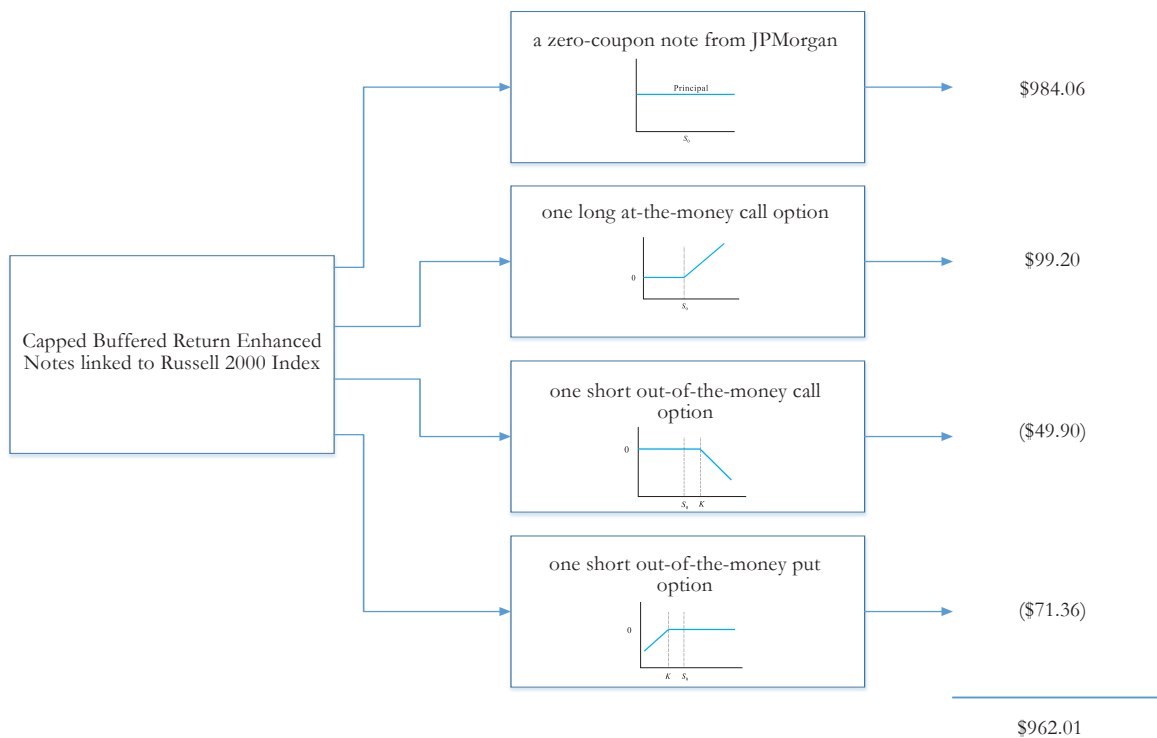 a zero-coupon note from JPMorgan
Principal
S₀
$984.06
one long at-the-money call option
0
S₀
$99.20
Capped Buffered Return Enhanced
Notes linked to Russell 2000 Index
one short out-of-the-money call
option
0
S₀ K
($49.90)
one short out-of-the-money put
option
0
K S₀
($71.36)
$962.01